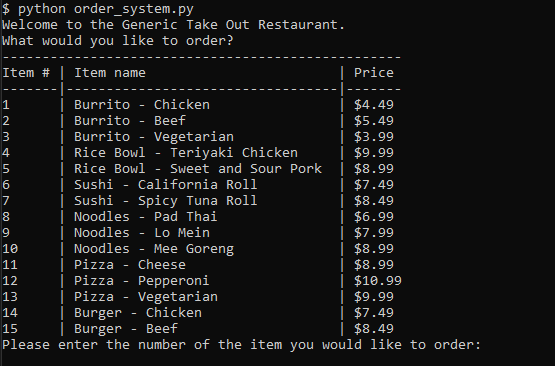 $ python order_system.py
Welcome to the Generic Take Out Restaurant.
What would you like to order?
--------------------------------------------------
Item # | Item name                        | Price
-------|----------------------------------|-------
1      | Burrito - Chicken                | $4.49
2      | Burrito - Beef                   | $5.49
3      | Burrito - Vegetarian             | $3.99
4      | Rice Bowl - Teriyaki Chicken     | $9.99
5      | Rice Bowl - Sweet and Sour Pork  | $8.99
6      | Sushi - California Roll          | $7.49
7      | Sushi - Spicy Tuna Roll          | $8.49
8      | Noodles - Pad Thai               | $6.99
9      | Noodles - Lo Mein                | $7.99
10     | Noodles - Mee Goreng             | $8.99
11     | Pizza - Cheese                   | $8.99
12     | Pizza - Pepperoni                | $10.99
13     | Pizza - Vegetarian               | $9.99
14     | Burger - Chicken                 | $7.49
15     | Burger - Beef                    | $8.49
Please enter the number of the item you would like to order: